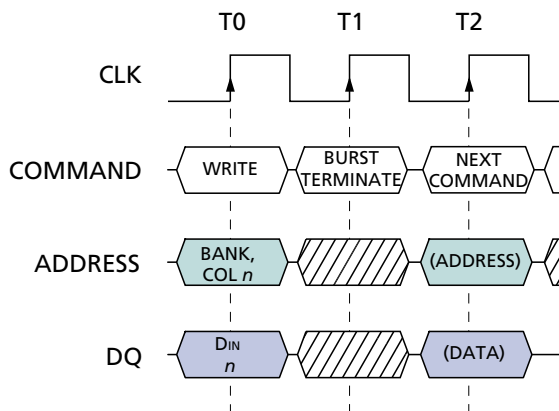 T0 T1 T2
CLK
COMMAND WRITE BURST TERMINATE NEXT COMMAND
ADDRESS BANK, COL n (ADDRESS)
DQ DIN n (DATA)